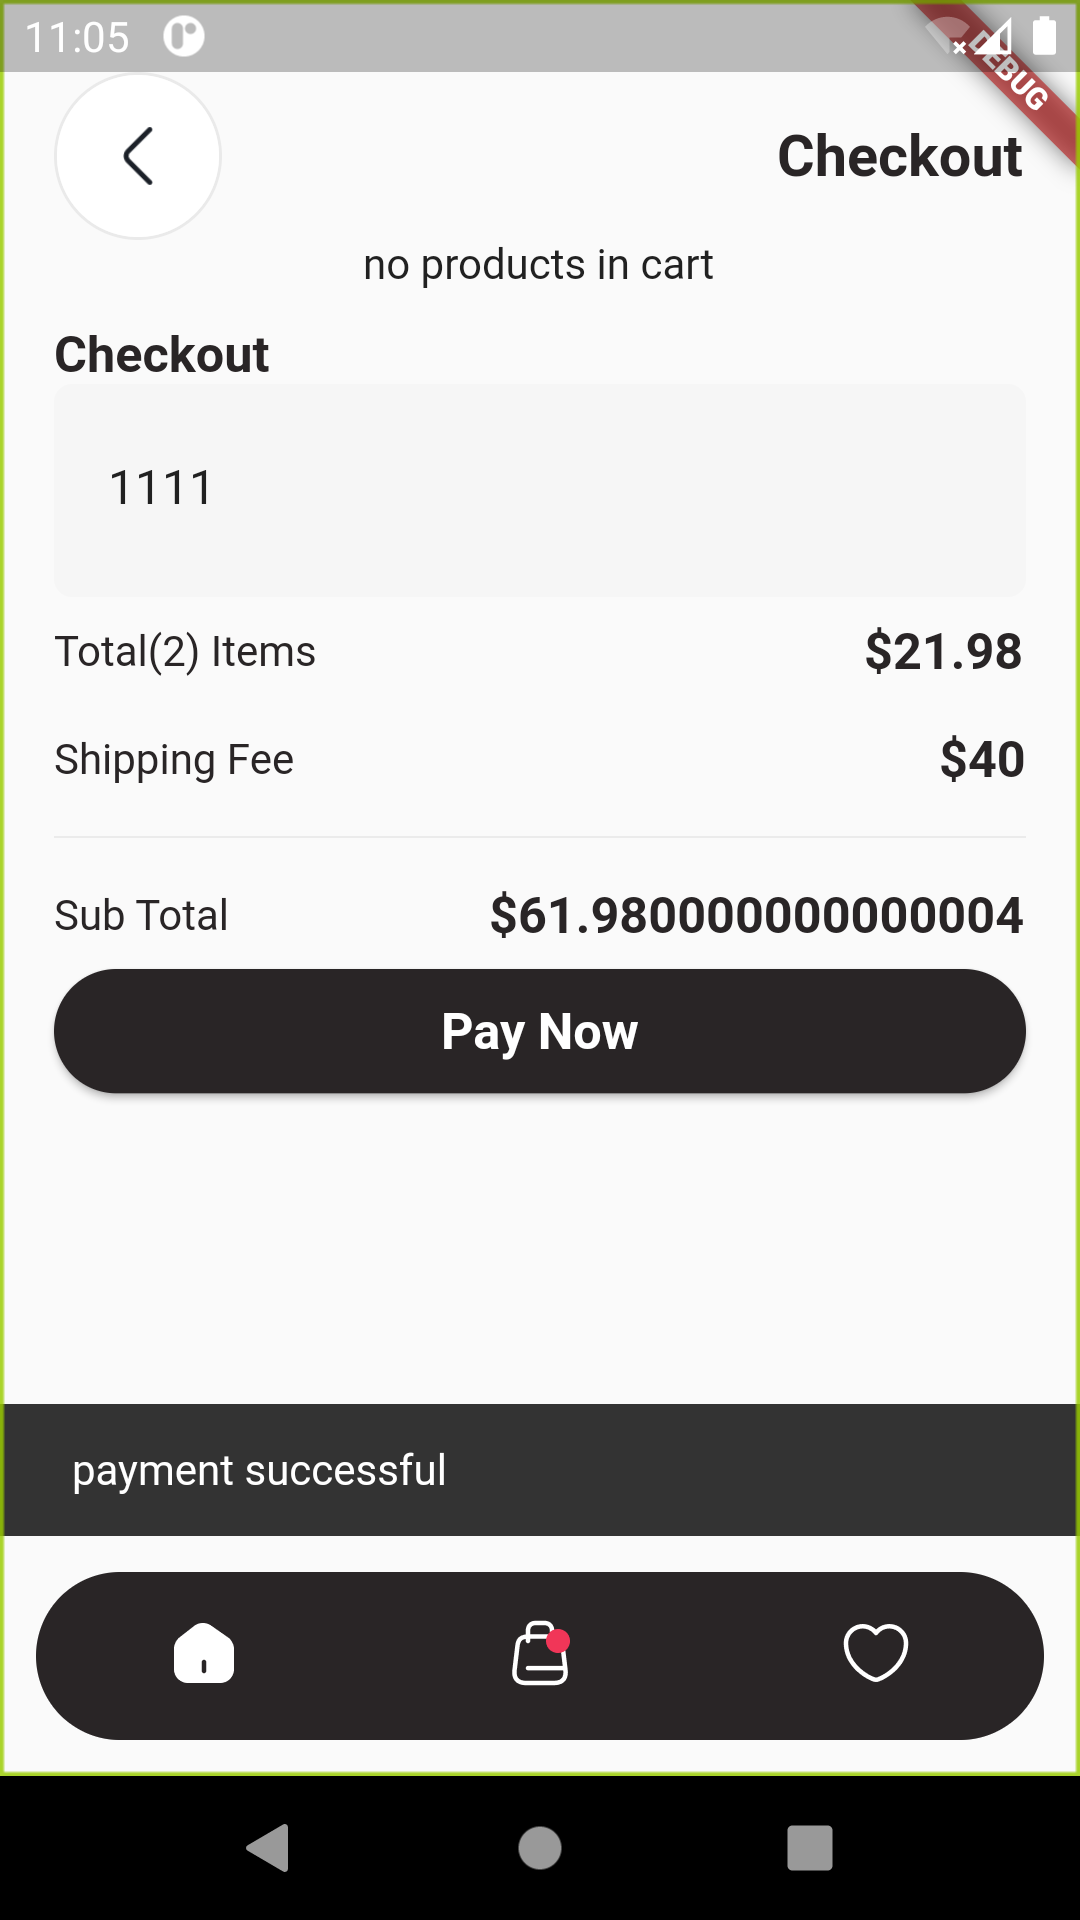 11:05
DEBUG
Checkout
no products in cart
Checkout
1111
Total(2) Items $21.98
Shipping Fee $40
Sub Total $61.980000000000004
Pay Now
payment successful